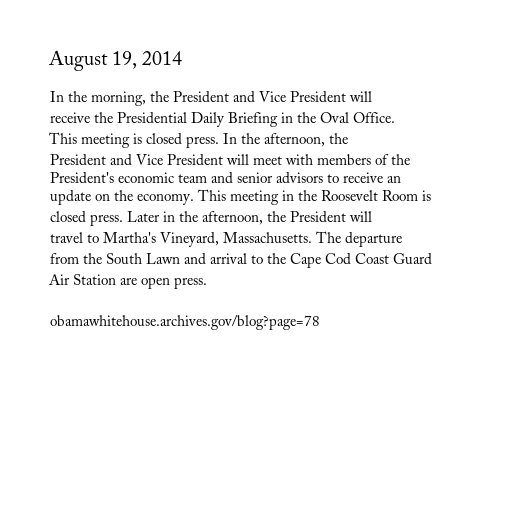 August 19, 2014
In the morning, the President and Vice President will
receive the Presidential Daily Briefing in the Oval Office.
This meeting is closed press. In the afternoon, the
President and Vice President will meet with members of the
President's economic team and senior advisors to receive an
update on the economy. This meeting in the Roosevelt Room is
closed press. Later in the afternoon, the President will
travel to Martha's Vineyard, Massachusetts. The departure
from the South Lawn and arrival to the Cape Cod Coast Guard
Air Station are open press.
obamawhitehouse.archives.gov/blog?page=78